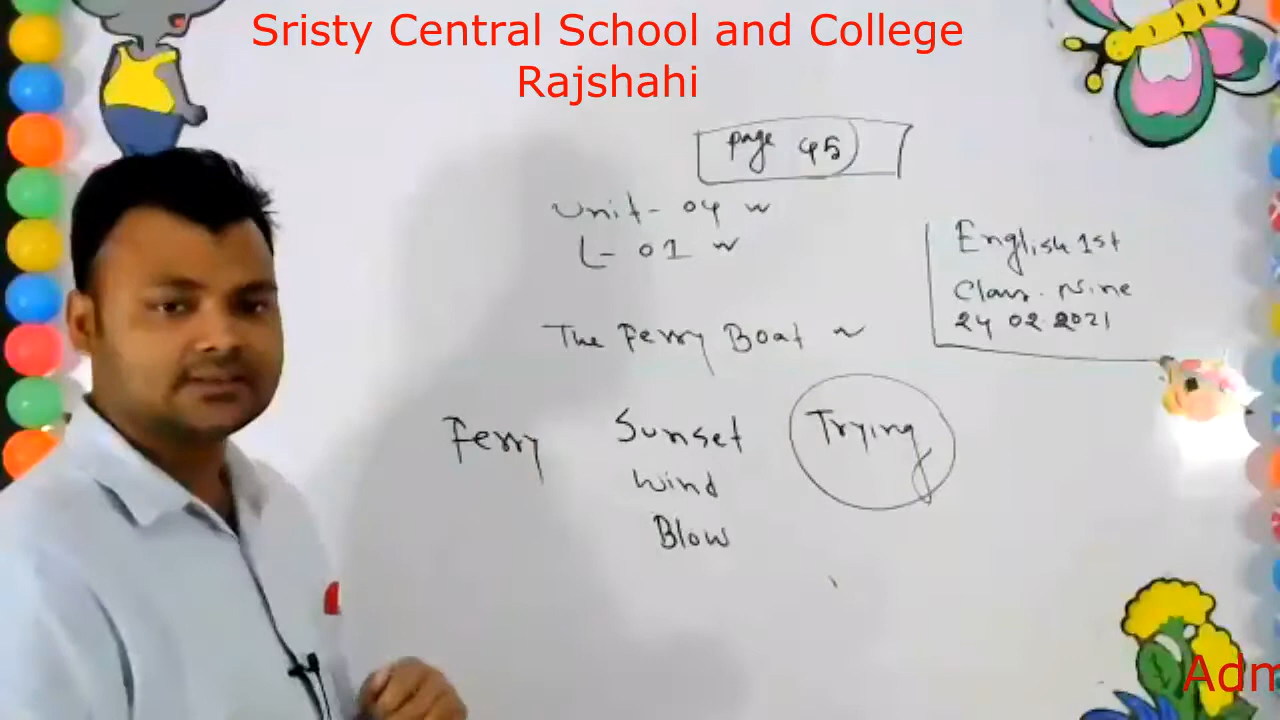 Sristy Central School and College
Rajshahi
Page 45
Unit - 04
L - 01
English 1st
Class. Nine
24 02.2021
The Ferry Boat
Ferry Sunset Trying
Wind
Blow
Adm